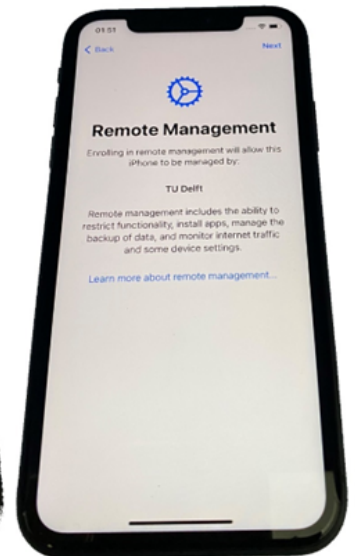 01:51
Back
Next
Remote Management
Enrolling in remote management will allow this
iPhone to be managed by:
TU Delft
Remote management includes the ability to
restrict functionality, install apps, manage the
backup of data, and monitor internet traffic
and some device settings.
Learn more about remote management...